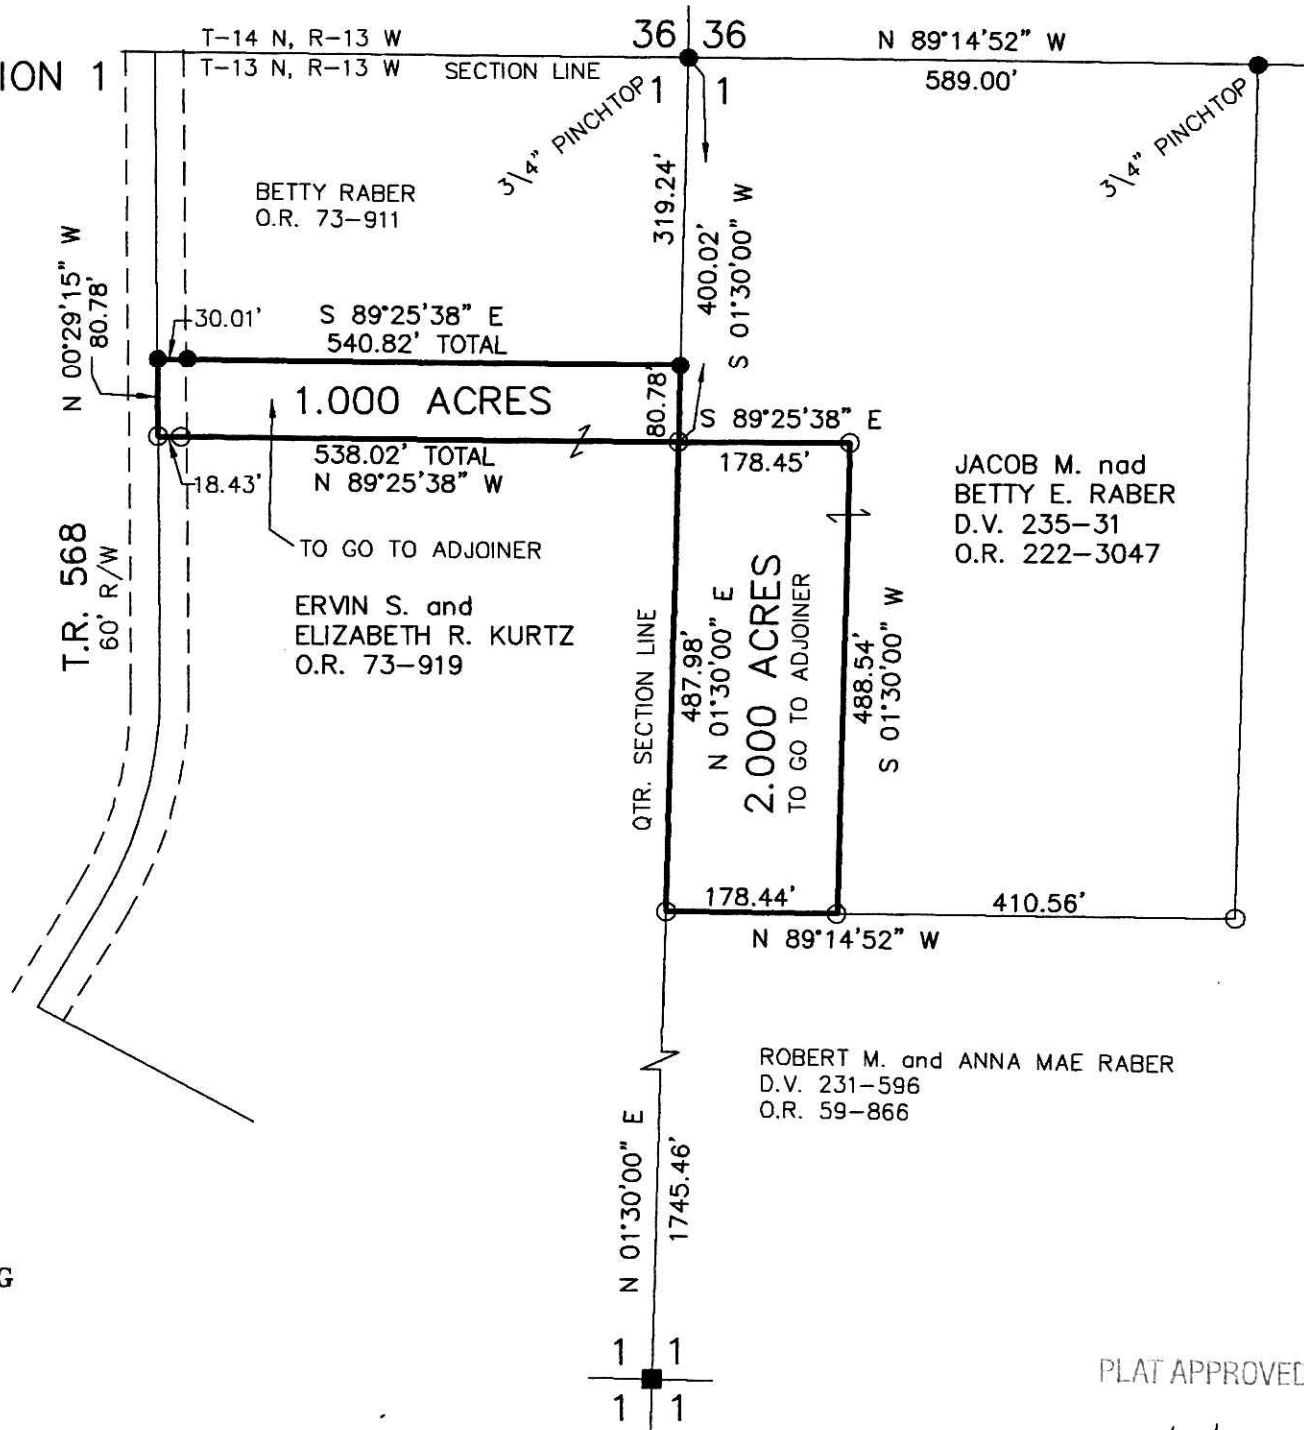 T-14 N, R-13 W
36 36
N 89°14'52" W
ION 1
T-13 N, R-13 W
SECTION LINE
1 1
589.00'
3\4" PINCHTOP
3\4" PINCHTOP
BETTY RABER
O.R. 73-911
319.24'
400.02'
S 01°30'00" W
N 00°29'15" W
80.78'
30.01'
S 89°25'38" E
540.82' TOTAL
1.000 ACRES
80.78'
S 89°25'38" E
178.45'
538.02' TOTAL
N 89°25'38" W
18.43'
TO GO TO ADJOINER
JACOB M. nad
BETTY E. RABER
D.V. 235-31
O.R. 222-3047
T.R. 568
60' R/W
ERVIN S. and
ELIZABETH R. KURTZ
O.R. 73-919
QTR. SECTION LINE
487.98'
N 01°30'00" E
2.000 ACRES
TO GO TO ADJOINER
488.54'
S 01°30'00" W
178.44'
410.56'
N 89°14'52" W
ROBERT M. and ANNA MAE RABER
D.V. 231-596
O.R. 59-866
N 01°30'00" E
1745.46'
G
1 1
1 1
PLAT APPROVED